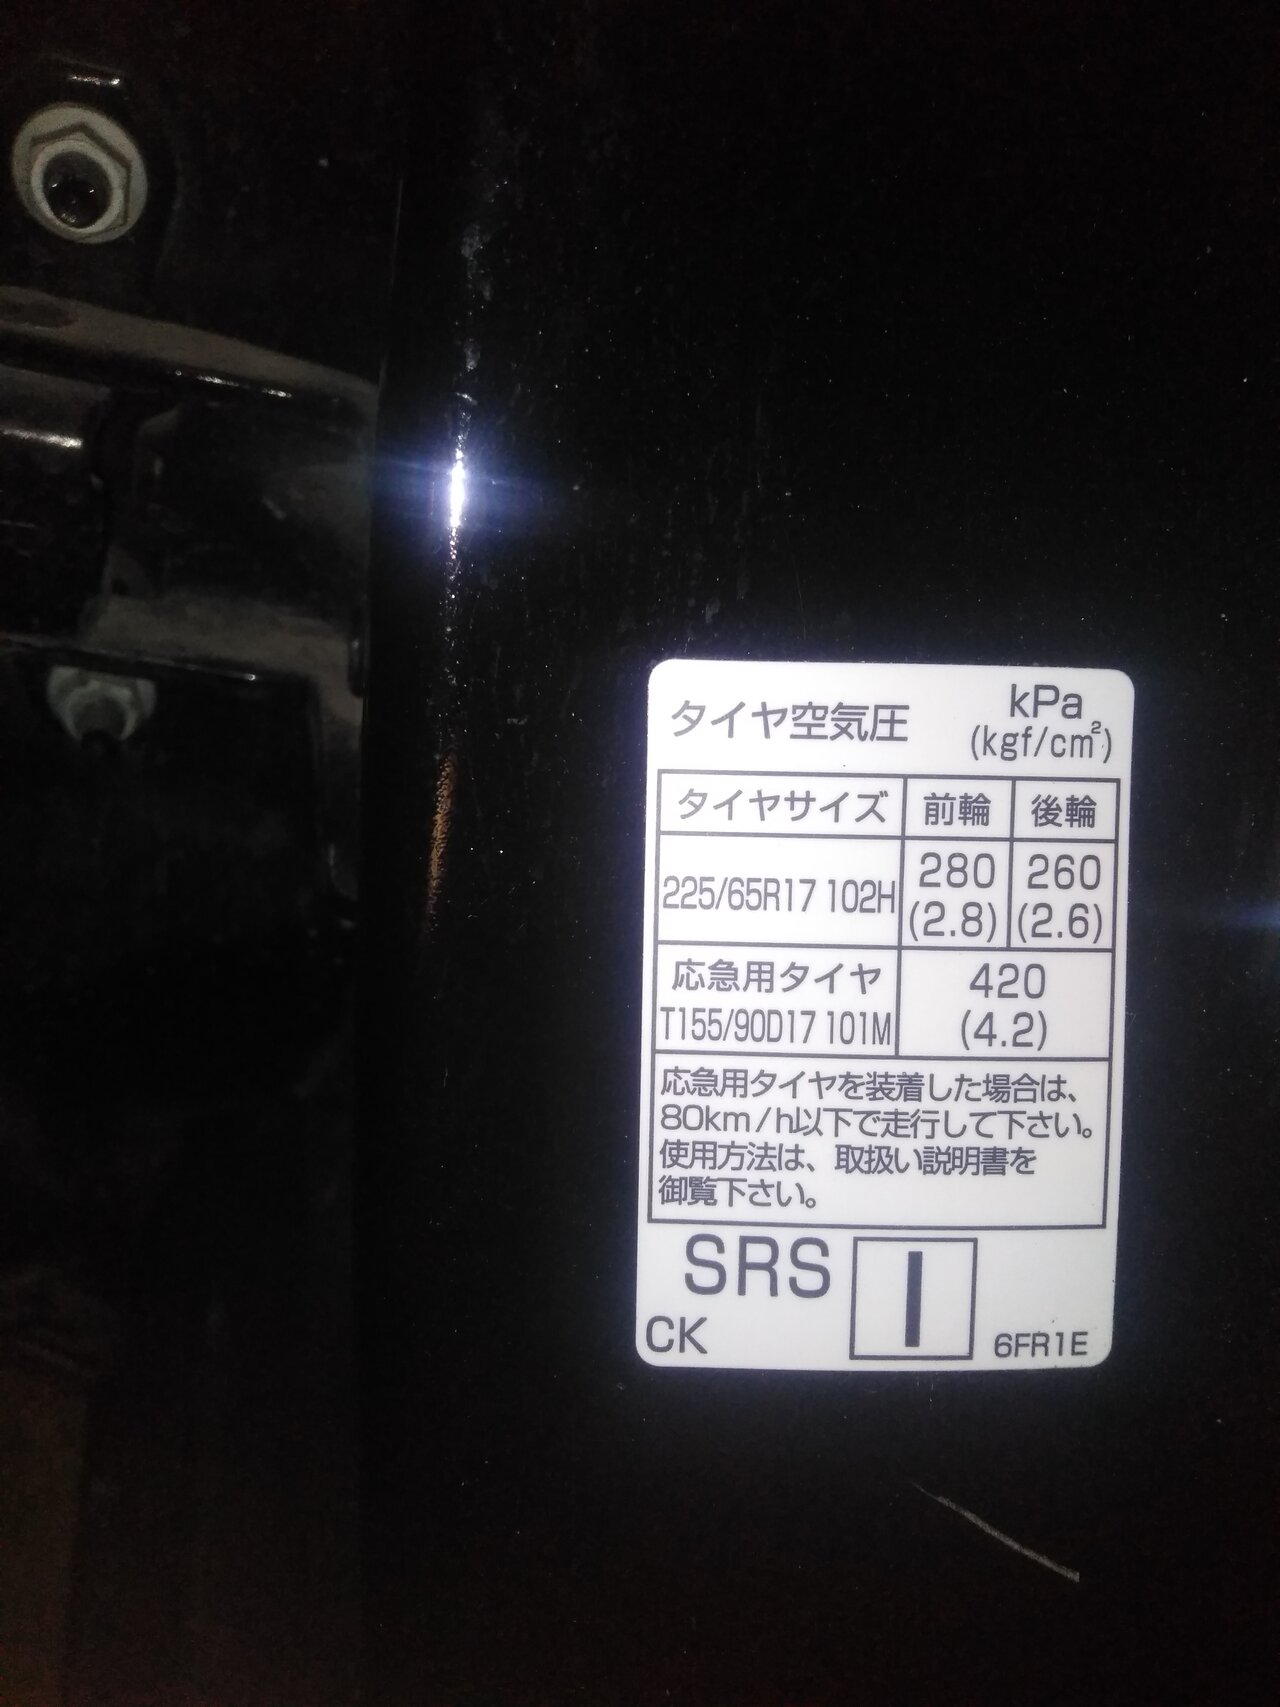 タイヤ空気圧 kPa
(kgf/cm²)
タイヤサイズ 前輪 後輪
225/65R17 102H 280 260
(2.8) (2.6)
応急用タイヤ 420
T155/90D17 101M (4.2)
応急用タイヤを装着した場合は、
80km/h以下で走行して下さい。
使用方法は、取扱い説明書を
御覧下さい。
SRS I
CK 6FR1E